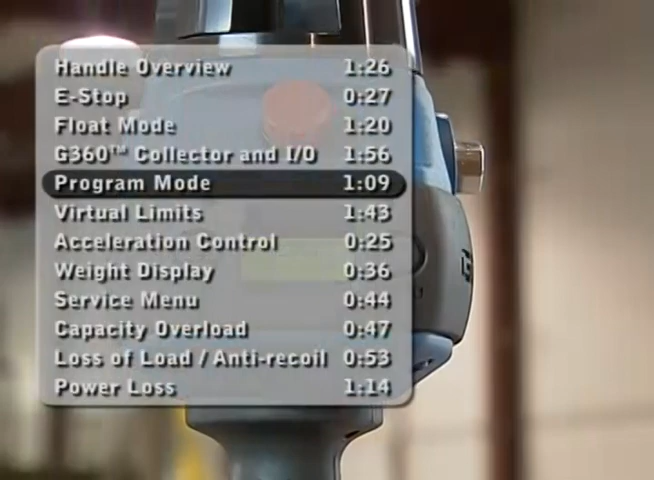 Handle Overview 1:26
E-Stop 0:27
Float Mode 1:20
G360™ Collector and I/O 1:56
Program Mode 1:09
Virtual Limits 1:43
Acceleration Control 0:25
Weight Display 0:36
Service Menu 0:44
Capacity Overload 0:47
Loss of Load / Anti-recoil 0:53
Power Loss 1:14